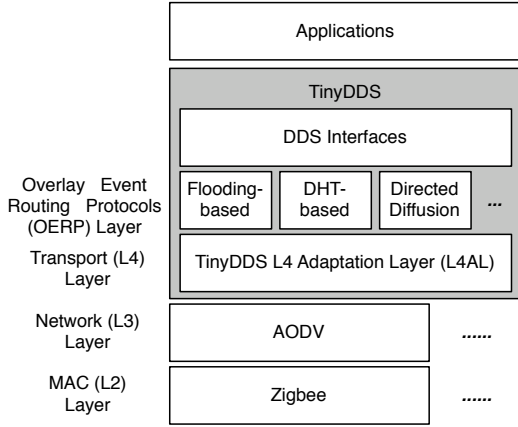 Applications
TinyDDS
DDS Interfaces
Overlay Event
Routing Protocols
(OERP) Layer
Flooding-
based
DHT-
based
Directed
Diffusion
...
Transport (L4)
Layer
TinyDDS L4 Adaptation Layer (L4AL)
Network (L3)
Layer
AODV
......
MAC (L2)
Layer
Zigbee
......